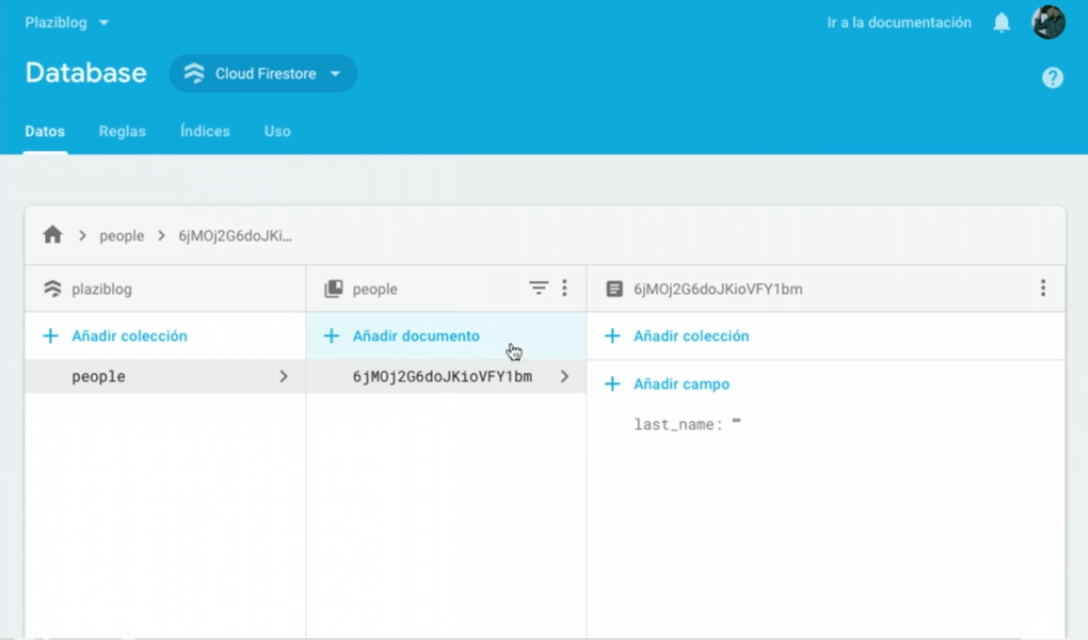 Plaziblog
Ir a la documentación
Database
Cloud Firestore
Datos
Reglas
Índices
Uso
people
6jMOj2G6doJKi...
plaziblog
people
6jMOj2G6doJKioVFY1bm
Añadir colección
Añadir documento
Añadir colección
people
6jMOj2G6doJKioVFY1bm
Añadir campo
last_name: ""